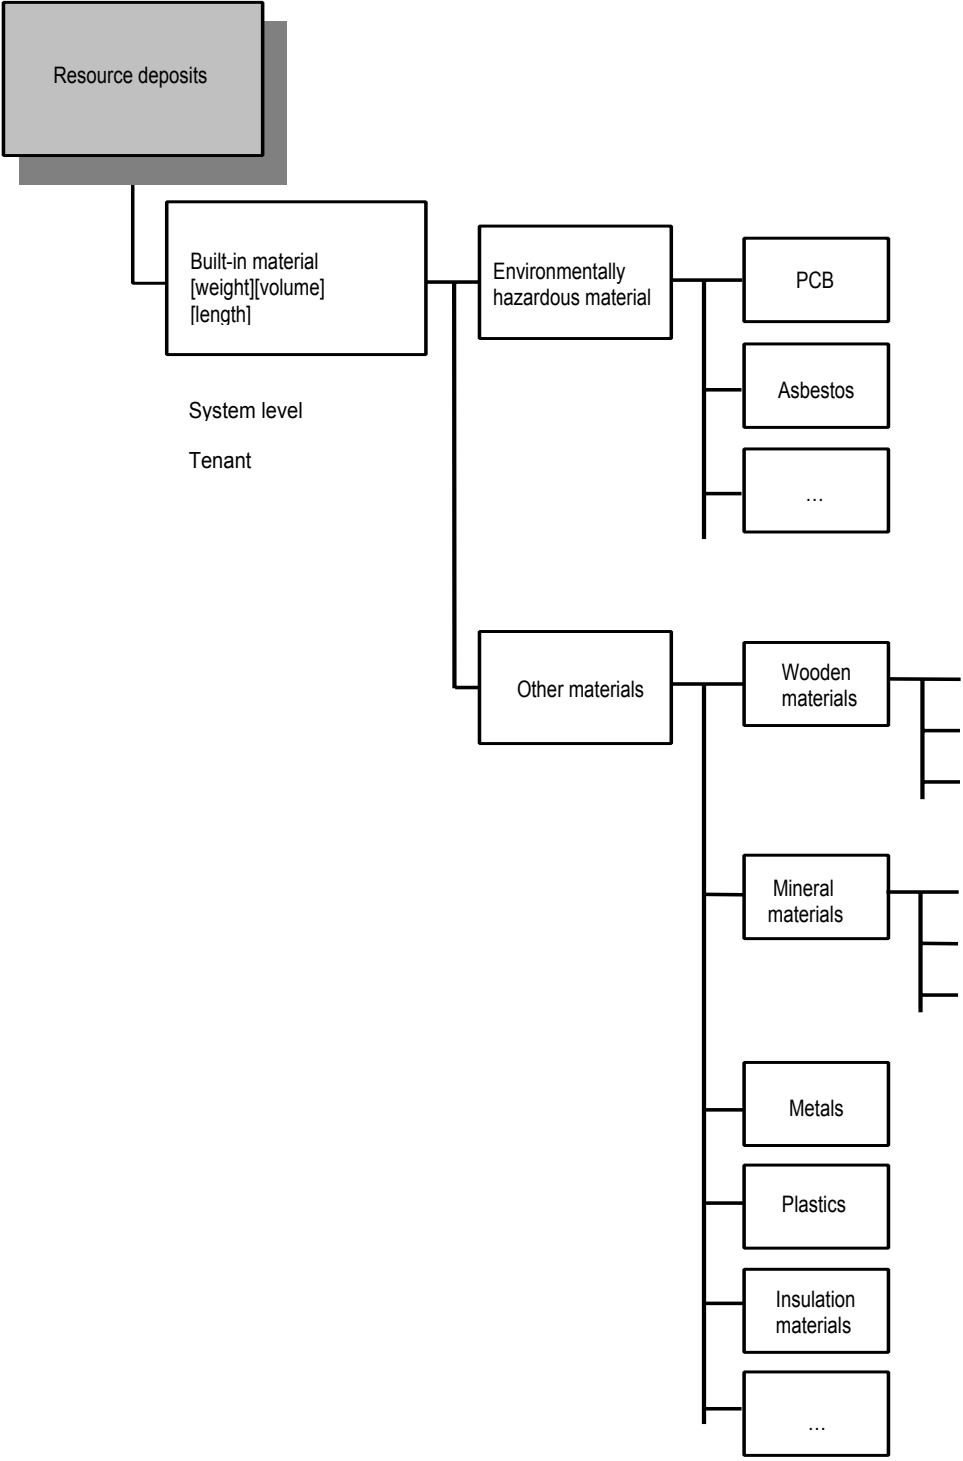 Resource deposits
Built-in material
[weight][volume]
[length]
System level
Tenant
Environmentally
hazardous material
PCB
Asbestos
...
Other materials
Wooden
materials
Mineral
materials
Metals
Plastics
Insulation
materials
...